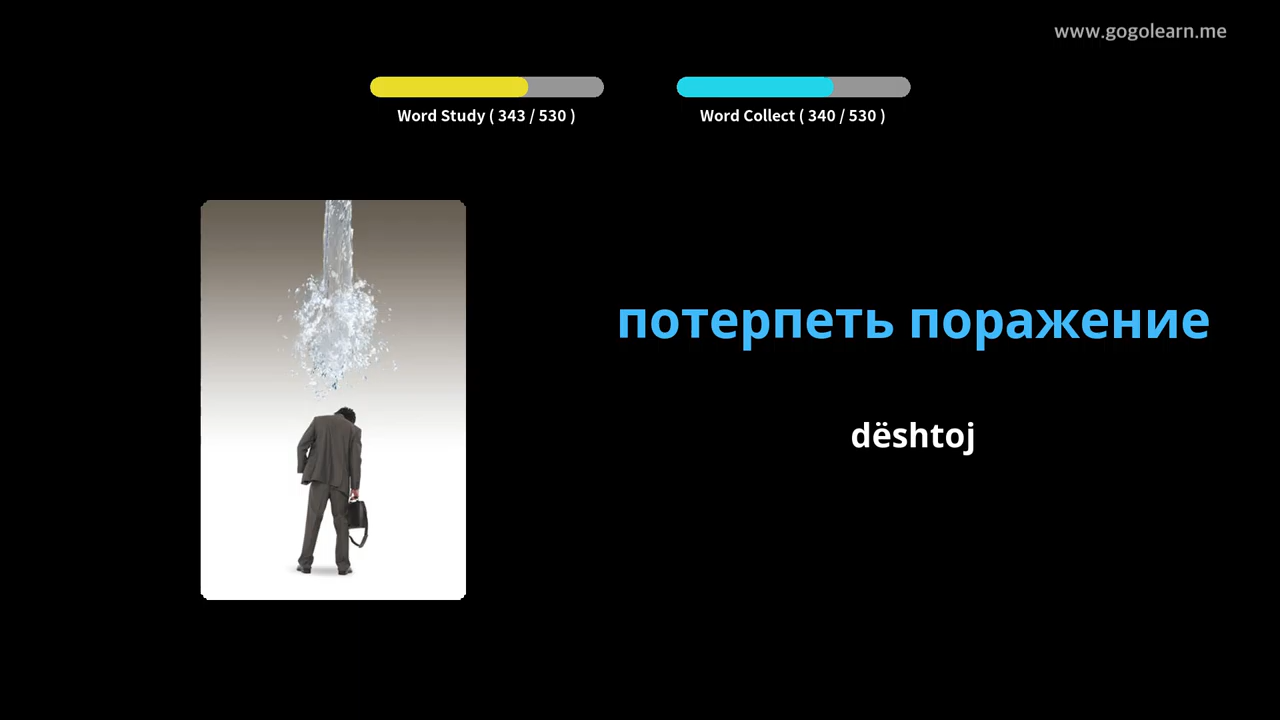 www.gogolearn.me
Word Study ( 343 / 530 )
Word Collect ( 340 / 530 )
потерпеть поражение
dështoj